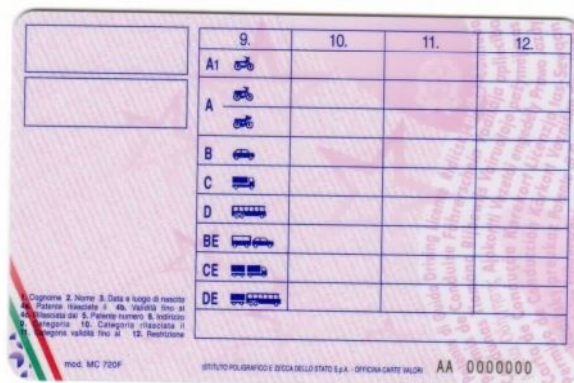 9. 10. 11. 12.
A1
A
B
C
D
BE
CE
DE
1. Cognome 2. Nome 3. Data e luogo di nascita
4a. Patente rilasciata il 4b. Validità fino al
4c. Rilasciata dal 5. Patente numero 8. Indirizzo
9. Categoria 10. Categoria rilasciata il
11. Categoria validità fino al 12. Restrizione
mod. MC 720F
ISTITUTO POLIGRAFICO E ZECCA DELLO STATO S.p.A. - OFFICINA CARTE VALORI
AA 0000000